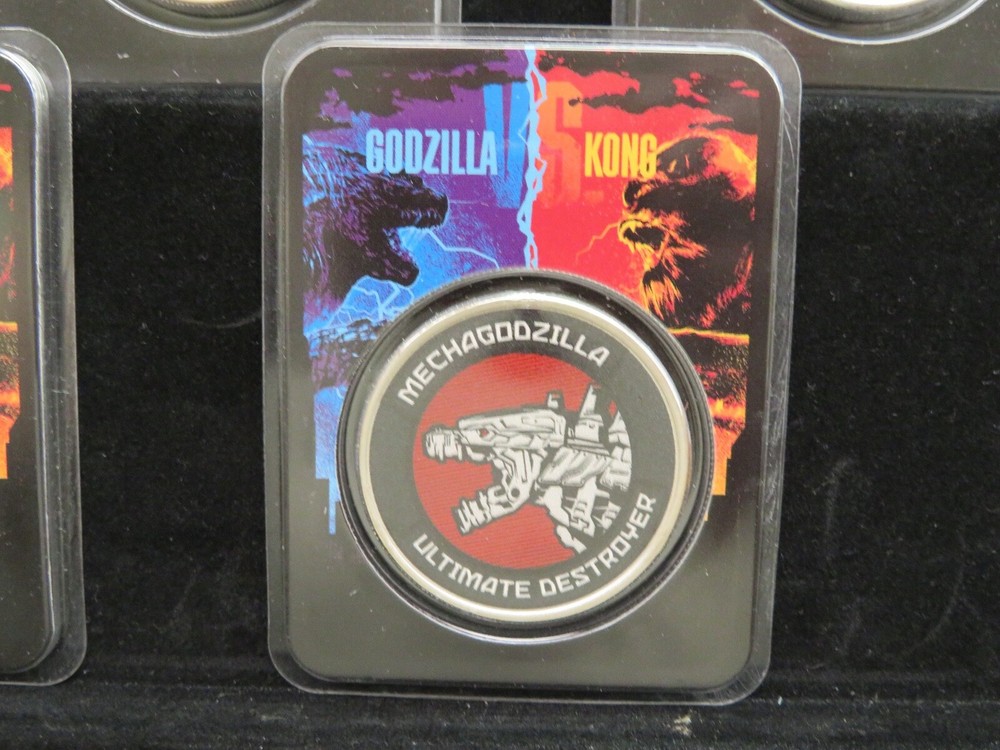 GODZILLA VS. KONG
MECHAGODZILLA
ULTIMATE DESTROYER